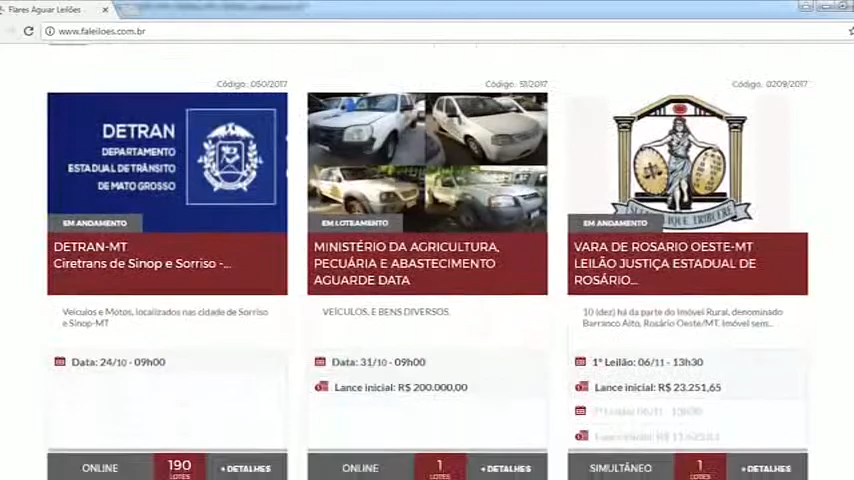 Flares Aguiar Leilões
www.faleiloes.com.br
Código: 050/2017
DETRAN
DEPARTAMENTO
ESTADUAL DE TRÂNSITO
DE MATO GROSSO
EM ANDAMENTO
DETRAN-MT
Ciretrans de Sinop e Sorriso -...
Veículos e Motos, localizados nas cidade de Sorriso
e Sinop-MT
Data: 24/10 - 09h00
ONLINE
190
LOTES
+ DETALHES
Código: 51/2017
EM LOTEAMENTO
MINISTÉRIO DA AGRICULTURA,
PECUÁRIA E ABASTECIMENTO
AGUARDE DATA
VEÍCULOS, E BENS DIVERSOS
Data: 31/10 - 09h00
Lance inicial: R$ 200.000,00
ONLINE
1
LOTES
+ DETALHES
Código: 0209/2017
EM ANDAMENTO
VARA DE ROSARIO OESTE-MT
LEILÃO JUSTIÇA ESTADUAL DE
ROSÁRIO...
10 (dez) há da parte do Imóvel Rural, denominado
Barranco Alto, Rosário Oeste/MT. Imóvel sem...
1º Leilão: 06/11 - 13h30
Lance inicial: R$ 23.251,65
SIMULTÂNEO
1
LOTES
+ DETALHES